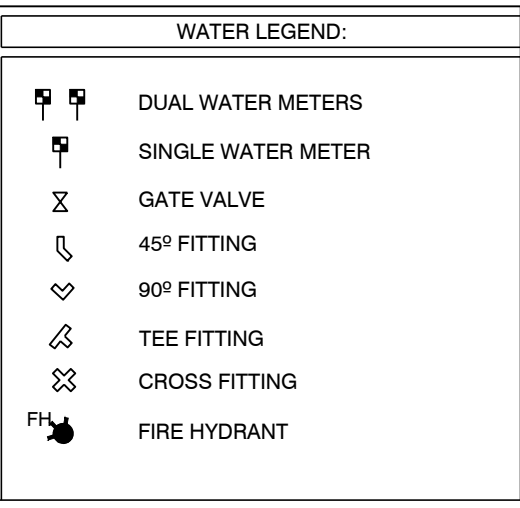 WATER LEGEND:
DUAL WATER METERS
SINGLE WATER METER
GATE VALVE
45º FITTING
90º FITTING
TEE FITTING
CROSS FITTING
FH FIRE HYDRANT